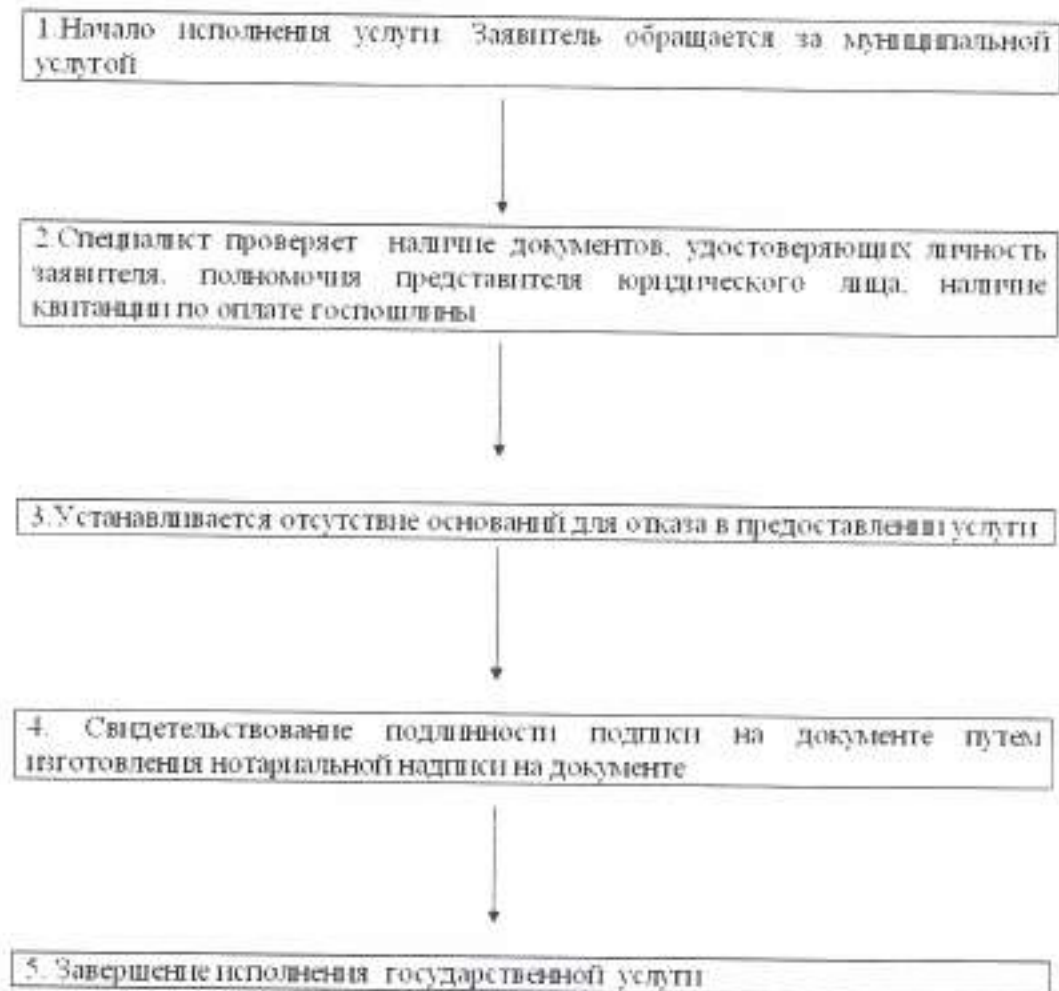 1.Начало исполнения услуги Заявитель обращается за муниципальной
услугой
2.Специалист проверяет наличие документов, удостоверяющих личность
заявителя, полномочия представителя юридического лица, наличие
квитанции по оплате госпошлины
3.Устанавливается отсутствие оснований для отказа в предоставлении услуги
4. Свидетельствование подлинности подписи на документе путем
изготовления нотариальной надписи на документе
5. Завершение исполнения государственной услуги